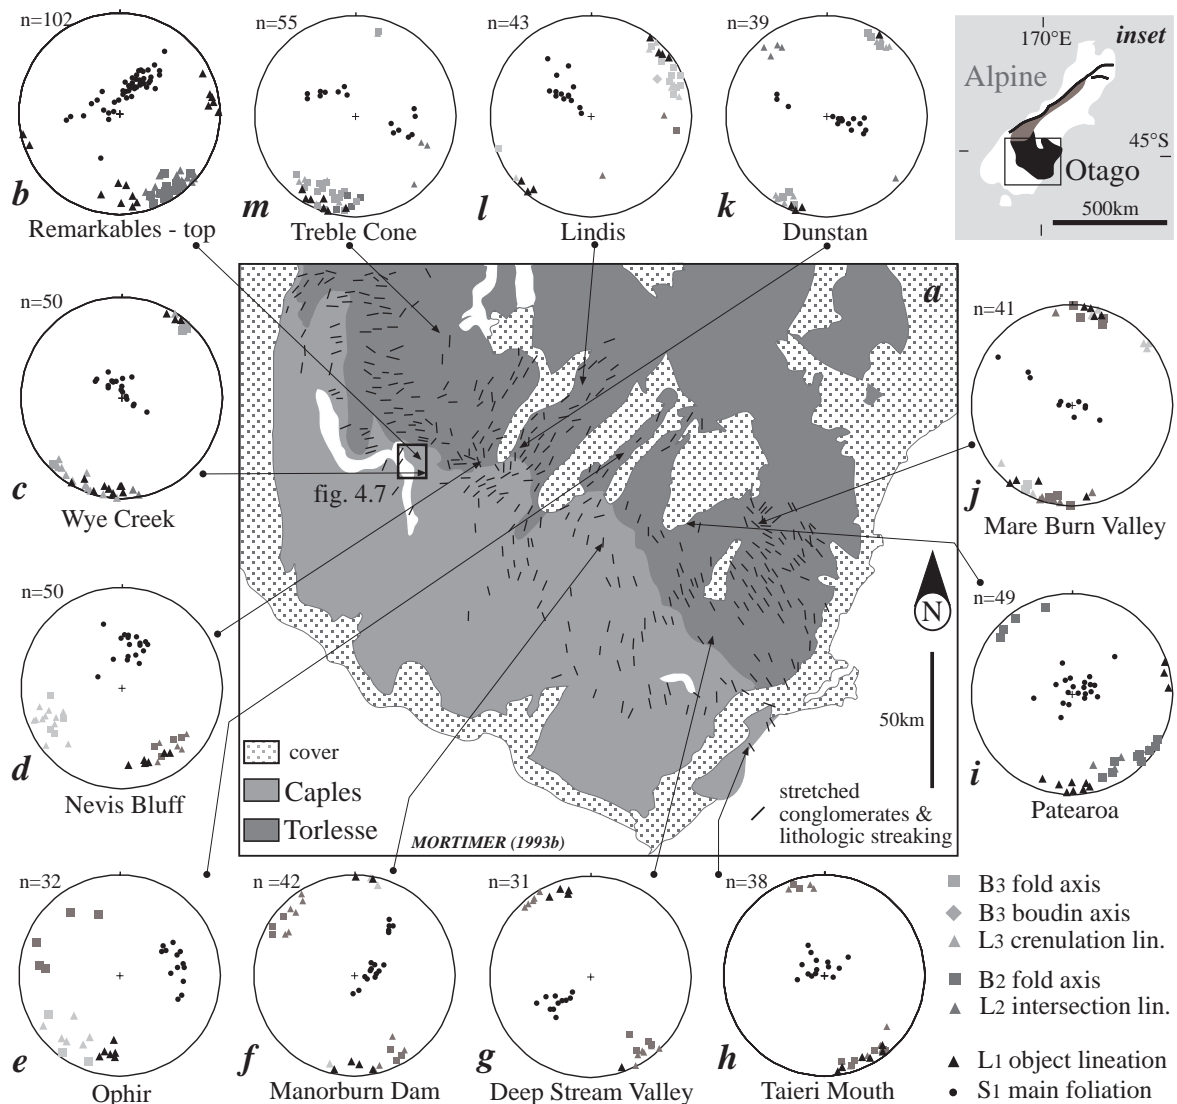 n=102
b
Remarkables - top
n=55
m
Treble Cone
n=43
l
Lindis
n=39
k
Dunstan
170°E
inset
Alpine
45°S
Otago
500km
n=50
c
Wye Creek
n=50
d
Nevis Bluff
a
fig. 4.7
N
50km
cover
Caples
Torlesse
MORTIMER (1993b)
stretched
conglomerates &
lithologic streaking
n=41
j
Mare Burn Valley
n=49
i
Patearoa
n=32
e
Ophir
n =42
f
Manorburn Dam
n=31
g
Deep Stream Valley
n=38
h
Taieri Mouth
B3 fold axis
B3 boudin axis
L3 crenulation lin.
B2 fold axis
L2 intersection lin.
L1 object lineation
S1 main foliation